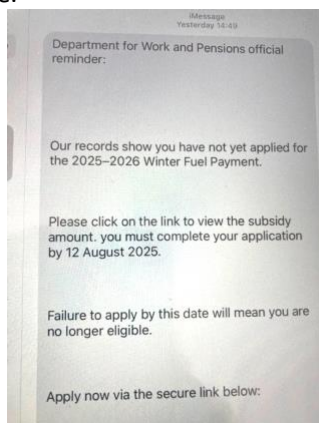 iMessage
Yesterday 14:49
Department for Work and Pensions official
reminder:
Our records show you have not yet applied for
the 2025–2026 Winter Fuel Payment.
Please click on the link to view the subsidy
amount. you must complete your application
by 12 August 2025.
Failure to apply by this date will mean you are
no longer eligible.
Apply now via the secure link below: